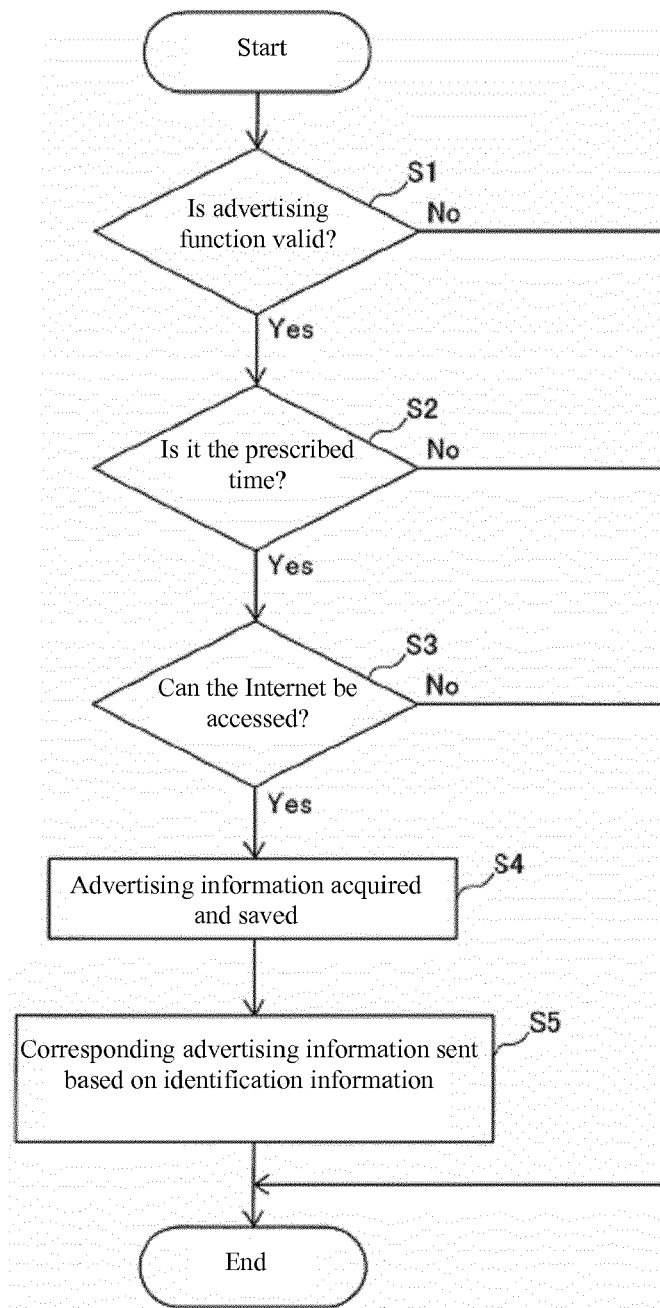 Start
S1
Is advertising
function valid?
No
Yes
S2
Is it the prescribed
time?
No
Yes
S3
Can the Internet be
accessed?
No
Yes
S4
Advertising information acquired
and saved
S5
Corresponding advertising information sent
based on identification information
End